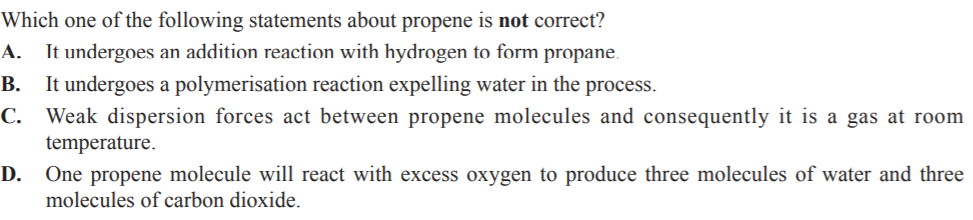 Which one of the following statements about propene is not correct?
A. It undergoes an addition reaction with hydrogen to form propane.
B. It undergoes a polymerisation reaction expelling water in the process.
C. Weak dispersion forces act between propene molecules and consequently it is a gas at room
temperature.
D. One propene molecule will react with excess oxygen to produce three molecules of water and three
molecules of carbon dioxide.